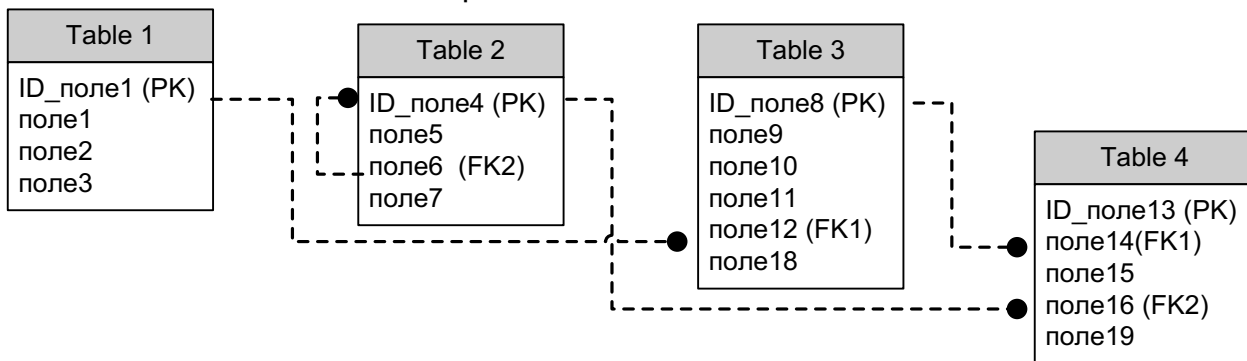 Table 1
ID_поле1 (PK)
поле1
поле2
поле3
Table 2
ID_поле4 (PK)
поле5
поле6 (FK2)
поле7
Table 3
ID_поле8 (PK)
поле9
поле10
поле11
поле12 (FK1)
поле18
Table 4
ID_поле13 (PK)
поле14(FK1)
поле15
поле16 (FK2)
поле19